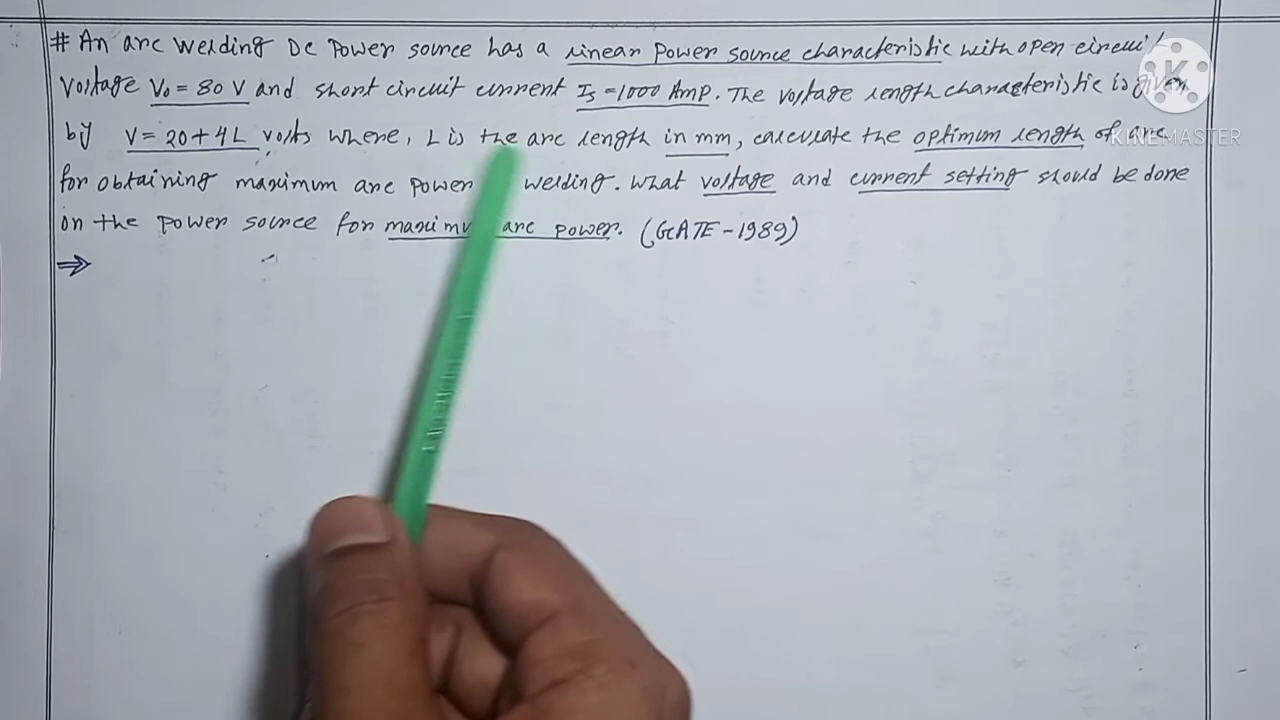 # An arc welding DC power source has a linear power source characteristic with open circuit
voltage V₀ = 80 V and short circuit current Iₛ = 1000 Amp. The voltage length characteristic is given
by V = 20 + 4L volts where, L is the arc length in mm, calculate the optimum length of arc
for obtaining maximum arc power welding. What voltage and current setting should be done
on the power source for maximum arc power. (GATE - 1989)
⇒
K
KINEMASTER